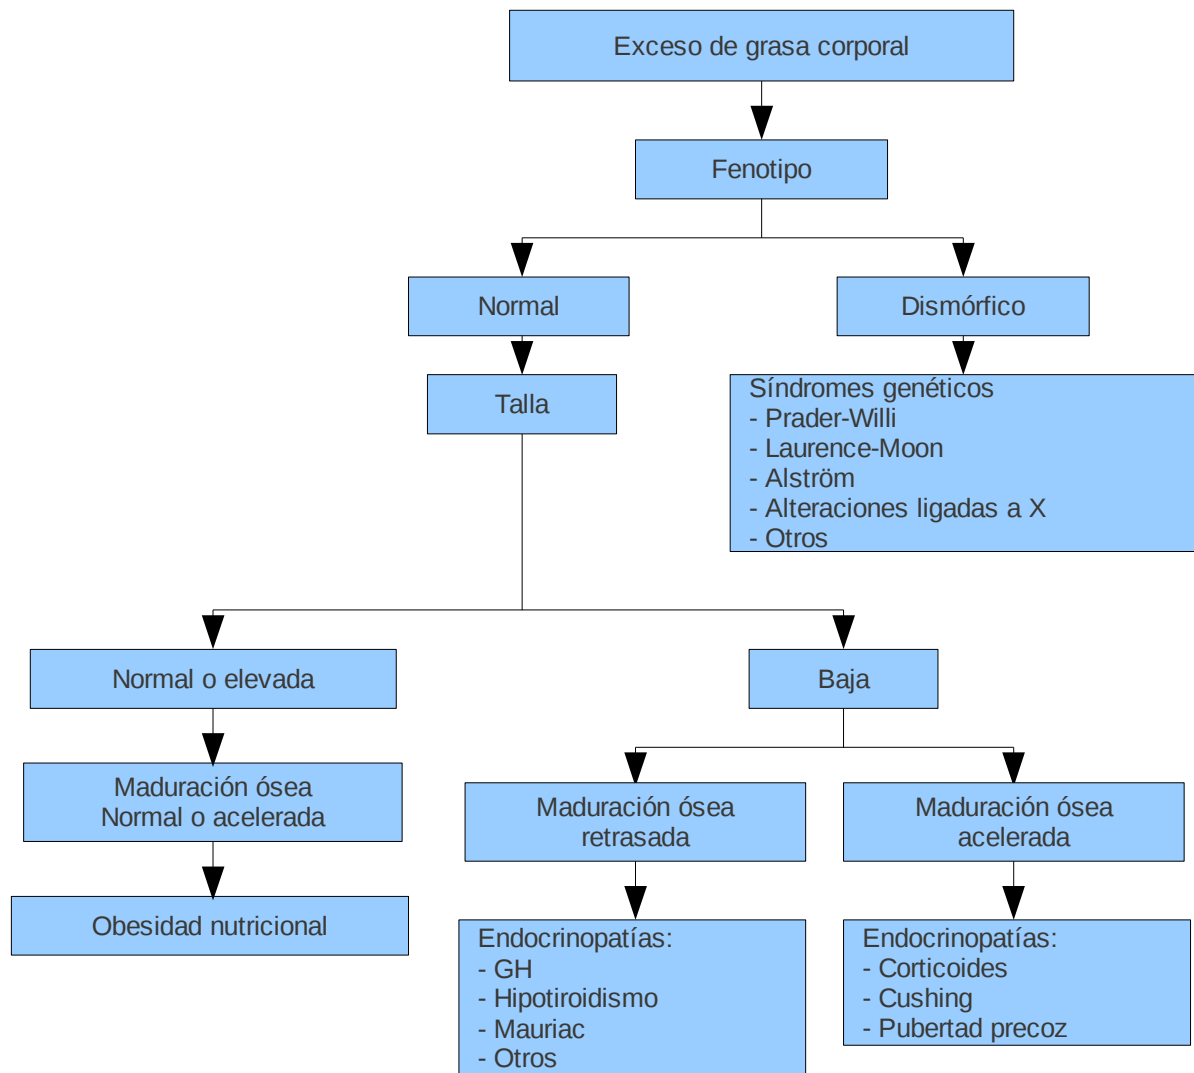 Exceso de grasa corporal
Fenotipo
Normal
Dismórfico
Talla
Síndromes genéticos
- Prader-Willi
- Laurence-Moon
- Alström
- Alteraciones ligadas a X
- Otros
Normal o elevada
Baja
Maduración ósea
Normal o acelerada
Maduración ósea
retrasada
Maduración ósea
acelerada
Obesidad nutricional
Endocrinopatías:
- GH
- Hipotiroidismo
- Mauriac
- Otros
Endocrinopatías:
- Corticoides
- Cushing
- Pubertad precoz